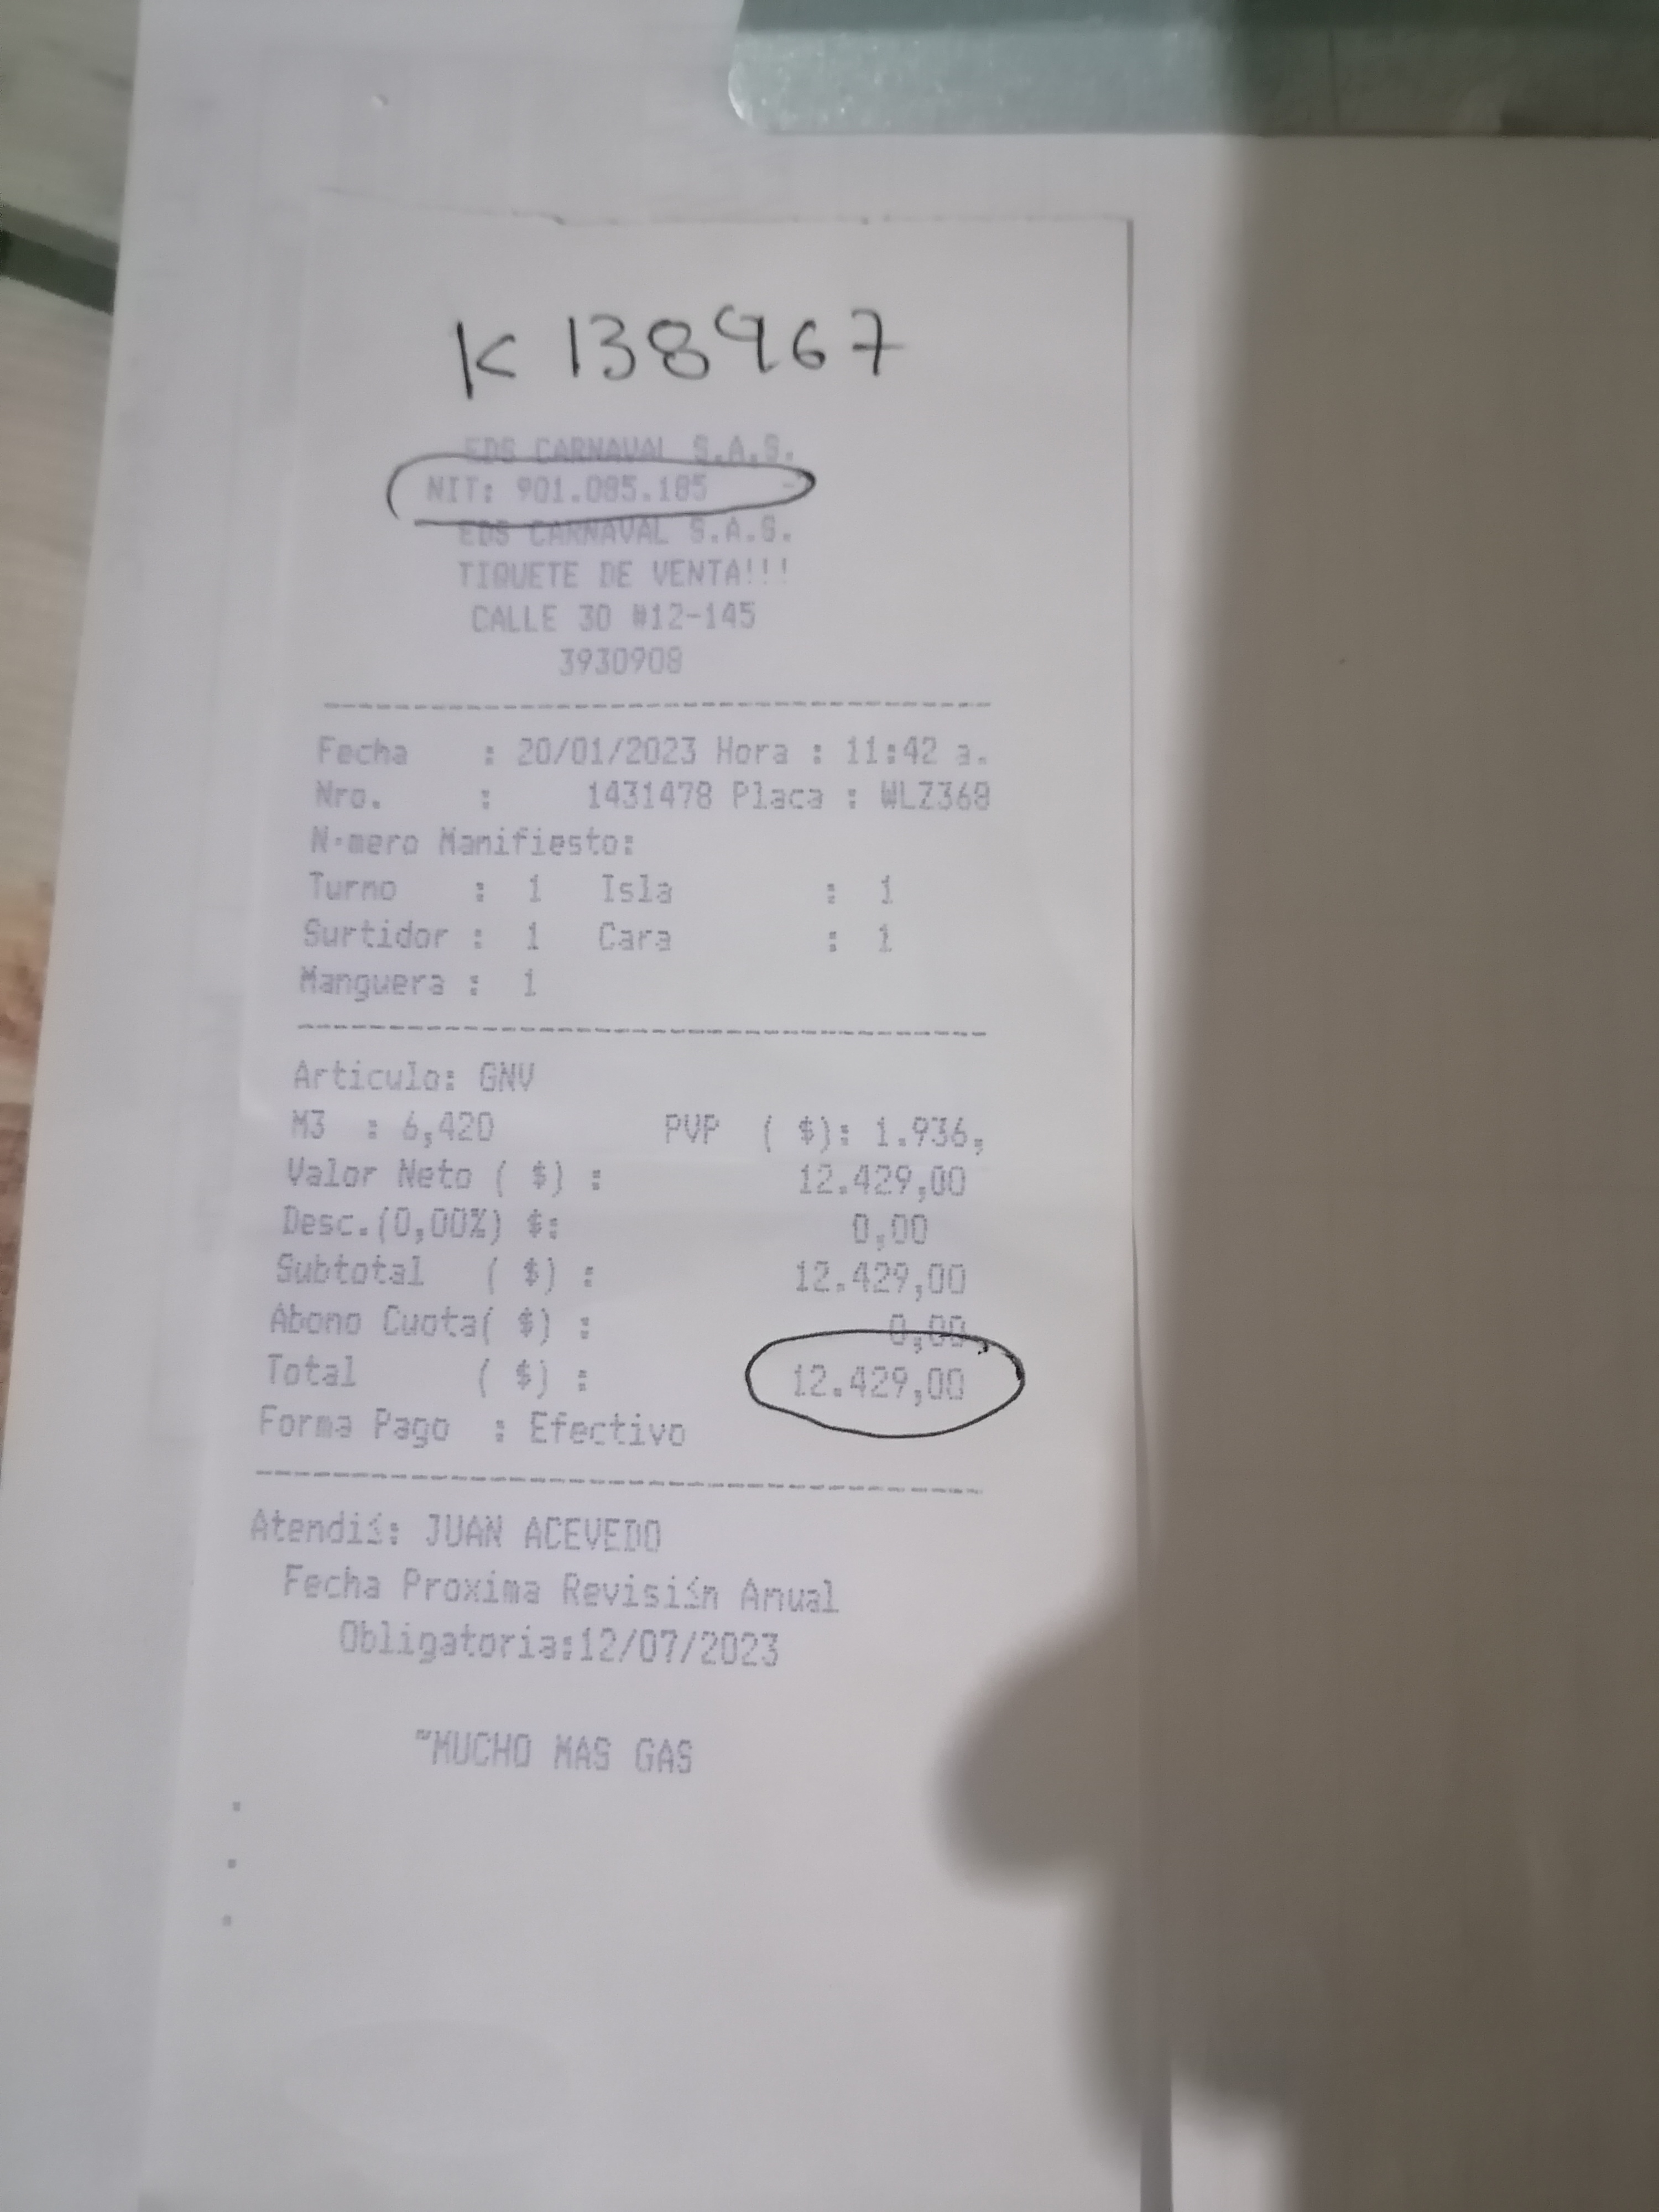 K 138967
EDS CARNAVAL S.A.S.
NIT: 901.085.185 -
EDS CARNAVAL S.A.S.
TIQUETE DE VENTA!!!
CALLE 30 #12-145
3930908
Fecha : 20/01/2023 Hora : 11:42 a.
Nro. : 1431478 Placa : WLZ368
N·mero Manifiesto:
Turno : 1 Isla : 1
Surtidor : 1 Cara : 1
Manguera : 1
Articulo: GNV
M3 : 6,420 PVP ( $): 1.936,
Valor Neto ( $) : 12.429,00
Desc.(0,00%) $: 0,00
Subtotal ( $) : 12.429,00
Abono Cuota( $) : 0,00
Total ( $) : 12.429,00
Forma Pago : Efectivo
Atendiś: JUAN ACEVEDO
Fecha Proxima Revisiśn Anual
Obligatoria:12/07/2023
"MUCHO MAS GAS